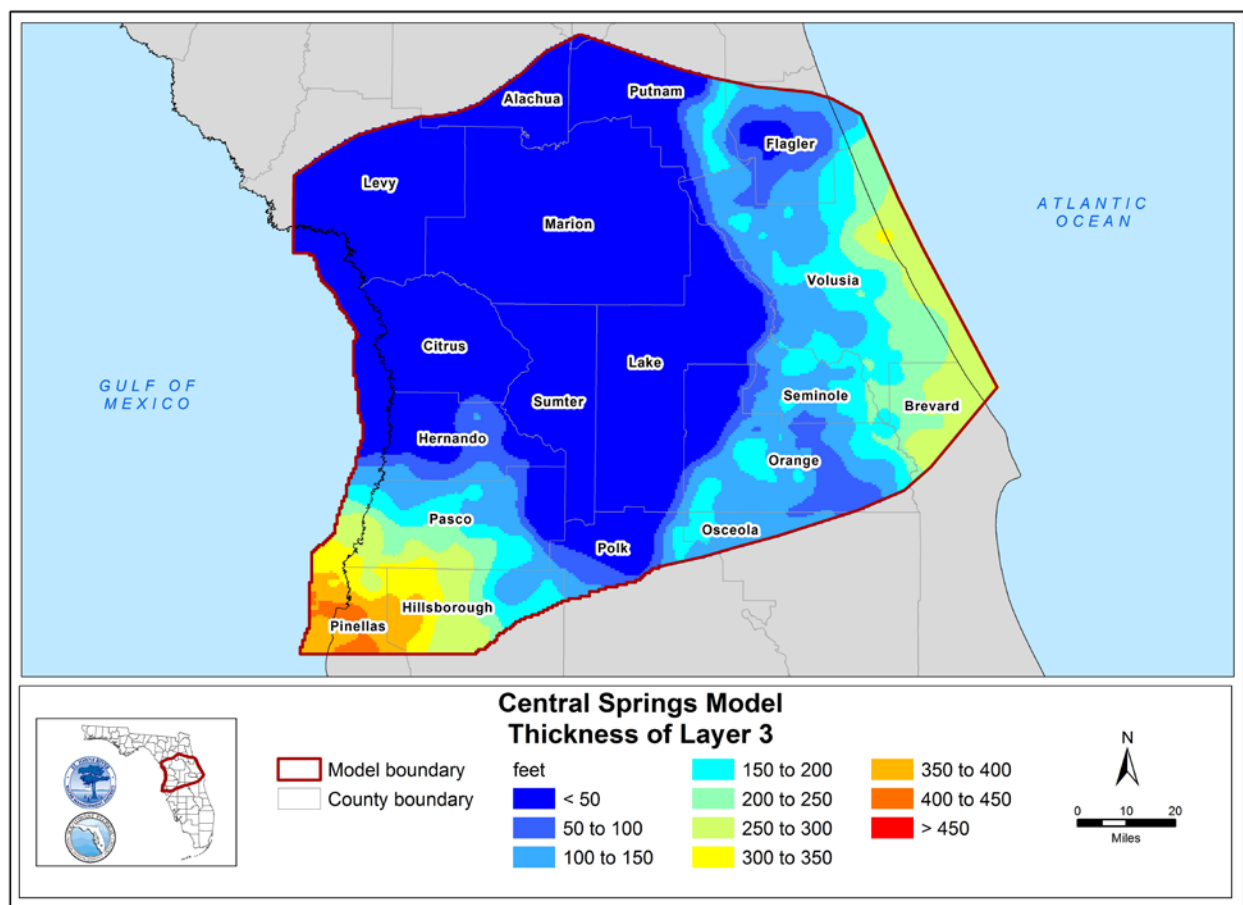 Alachua
Putnam
Flagler
Levy
Marion
ATLANTIC
OCEAN
Volusia
Citrus
Lake
GULF OF
MEXICO
Sumter
Seminole
Brevard
Hernando
Orange
Pasco
Osceola
Polk
Hillsborough
Pinellas
Central Springs Model
Thickness of Layer 3
Model boundary
County boundary
feet
< 50
50 to 100
100 to 150
150 to 200
200 to 250
250 to 300
300 to 350
350 to 400
400 to 450
> 450
N
0 10 20
Miles